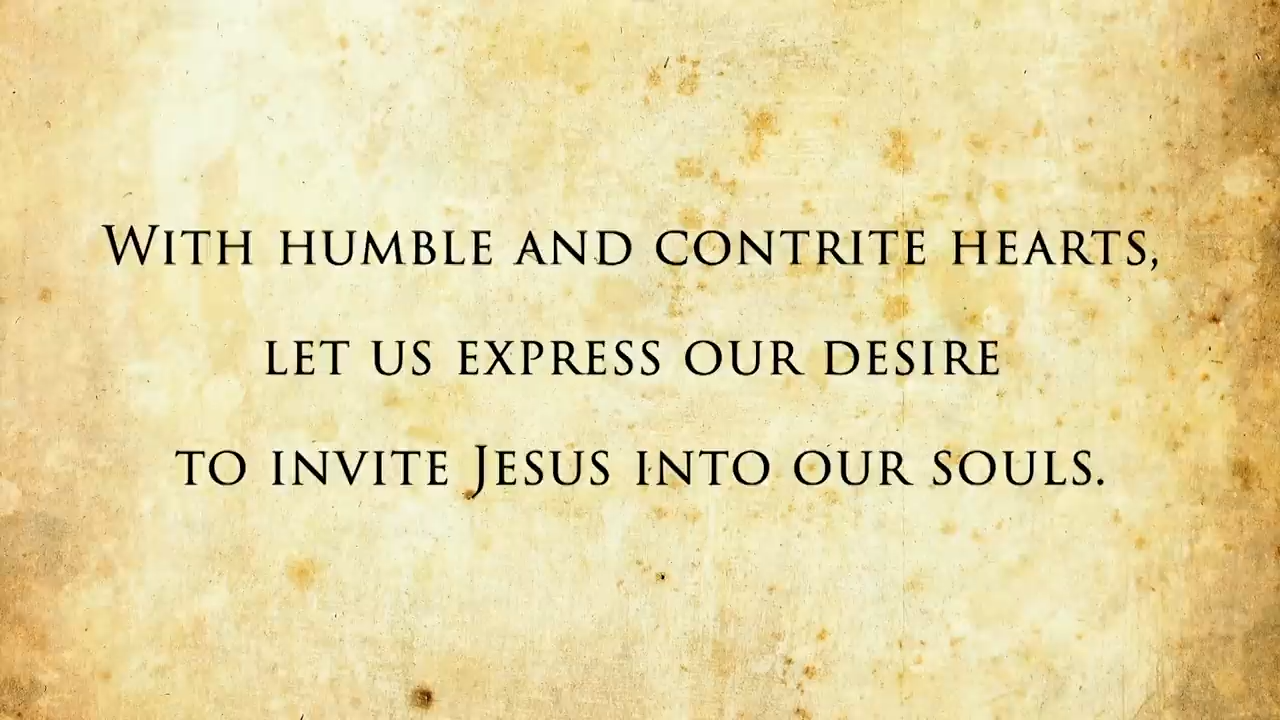 With humble and contrite hearts,
let us express our desire
to invite Jesus into our souls.